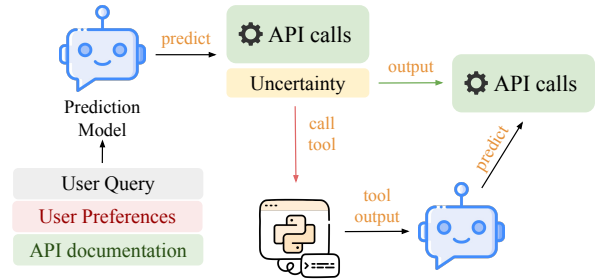 predict
API calls
Uncertainty
output
API calls
Prediction
Model
call
tool
predict
User Query
User Preferences
API documentation
tool
output